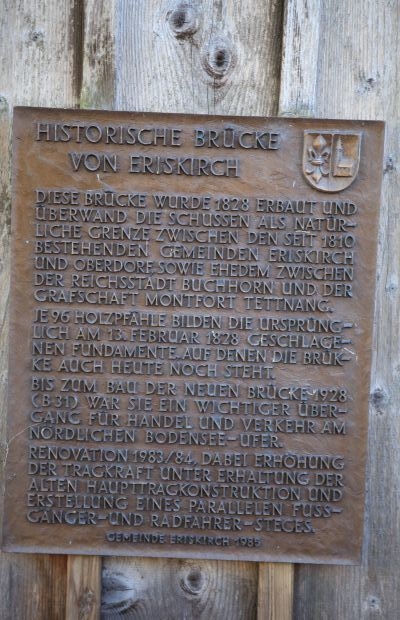 HISTORISCHE BRÜCKE
VON ERISKIRCH
DIESE BRÜCKE WURDE 1828 ERBAUT UND
ÜBERWAND DIE SCHUSSEN ALS NATÜR-
LICHE GRENZE ZWISCHEN DEN SEIT 1810
BESTEHENDEN GEMEINDEN ERISKIRCH
UND OBERDORF SOWIE EHEDEM ZWISCHEN
DER REICHSSTADT BUCHHORN UND DER
GRAFSCHAFT MONTFORT TETTNANG.
JE 96 HOLZPFÄHLE BILDEN DIE URSPRÜNG-
LICH AM 13. FEBRUAR 1828 GESCHLAGE-
NEN FUNDAMENTE AUF DENEN DIE BRÜK-
KE AUCH HEUTE NOCH STEHT.
BIS ZUM BAU DER NEUEN BRÜCKE 1928
(B31) WAR SIE EIN WICHTIGER ÜBER-
GANG FÜR HANDEL UND VERKEHR AM
NÖRDLICHEN BODENSEE-UFER.
RENOVATION 1983/84, DABEI ERHÖHUNG
DER TRAGKRAFT UNTER ERHALTUNG DER
ALTEN HAUPTTRAGKONSTRUKTION UND
ERSTELLUNG EINES PARALLELEN FUSS-
GÄNGER- UND RADFAHRER-STEGES.
GEMEINDE ERISKIRCH 1985